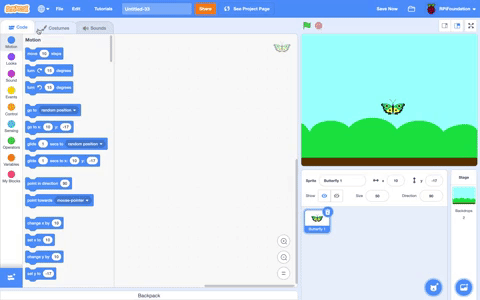 SCRATCH
File
Edit
Tutorials
Untitled-33
Share
See Project Page
Save Now
RPiFoundation
Code
Costumes
Sounds
Motion
Motion
Looks
Sound
Events
Control
Sensing
Operators
Variables
My Blocks
move 10 steps
turn 15 degrees
turn 15 degrees
go to random position
go to x: 10 y: -17
glide 1 secs to random position
glide 1 secs to x: 10 y: -17
point in direction 90
point towards mouse-pointer
change x by 10
set x to 10
change y by 10
set y to -17
Backpack
Sprite
Butterfly 1
x
y
-17
Show
Size
Direction
90
Butterfly 1
Stage
Backdrops
2